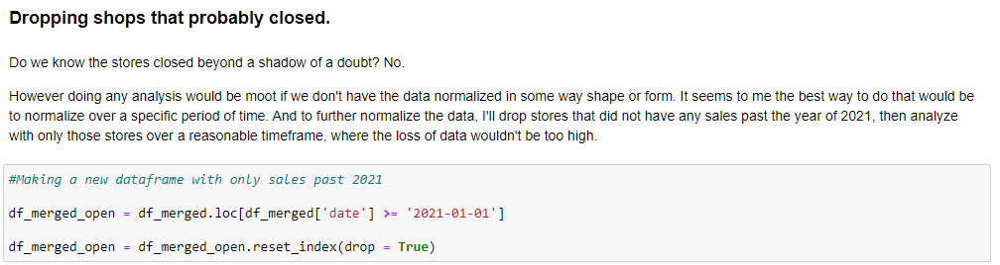 Dropping shops that probably closed.
Do we know the stores closed beyond a shadow of a doubt? No.
However doing any analysis would be moot if we don't have the data normalized in some way shape or form. It seems to me the best way to do that would be
to normalize over a specific period of time. And to further normalize the data, I'll drop stores that did not have any sales past the year of 2021, then analyze
with only those stores over a reasonable timeframe, where the loss of data wouldn't be too high.
#Making a new dataframe with only sales past 2021
df_merged_open = df_merged.loc[df_merged['date'] >= '2021-01-01']
df_merged_open = df_merged_open.reset_index(drop = True)